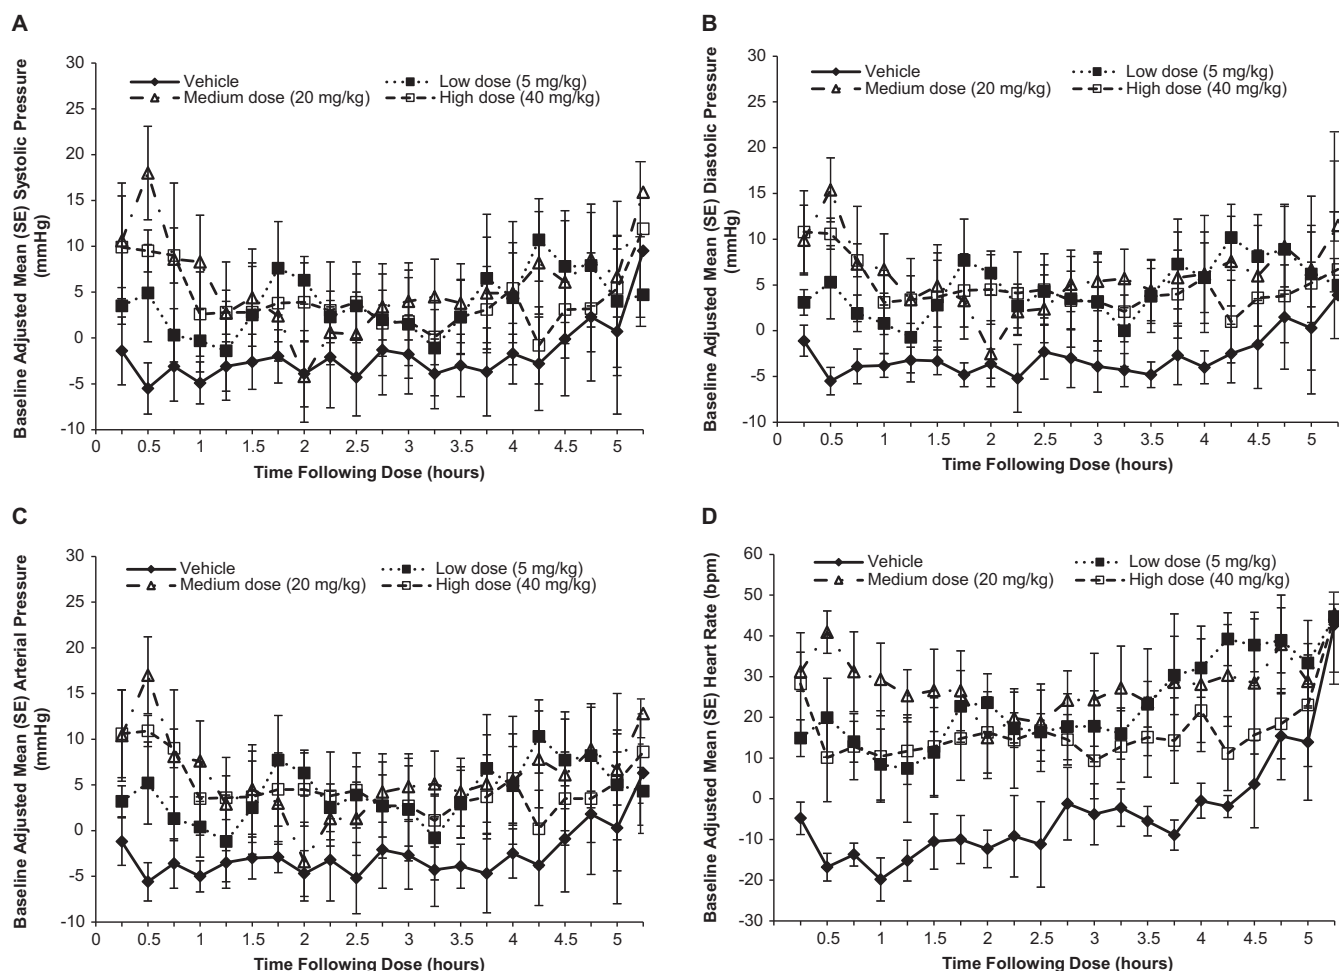 A
Baseline Adjusted Mean (SE) Systolic Pressure
(mmHg)
30
25
20
15
10
5
0
-5
-10
Vehicle
Low dose (5 mg/kg)
Medium dose (20 mg/kg)
High dose (40 mg/kg)
0 0.5 1 1.5 2 2.5 3 3.5 4 4.5 5
Time Following Dose (hours)
B
Baseline Adjusted Mean (SE) Diastolic Pressure
(mmHg)
30
25
20
15
10
5
0
-5
-10
Vehicle
Low dose (5 mg/kg)
Medium dose (20 mg/kg)
High dose (40 mg/kg)
0 0.5 1 1.5 2 2.5 3 3.5 4 4.5 5
Time Following Dose (hours)
C
Baseline Adjusted Mean (SE) Arterial Pressure
(mmHg)
30
25
20
15
10
5
0
-5
-10
Vehicle
Low dose (5 mg/kg)
Medium dose (20 mg/kg)
High dose (40 mg/kg)
0 0.5 1 1.5 2 2.5 3 3.5 4 4.5 5
Time Following Dose (hours)
D
Baseline Adjusted Mean (SE) Heart Rate (bpm)
60
50
40
30
20
10
0
-10
-20
-30
Vehicle
Low dose (5 mg/kg)
Medium dose (20 mg/kg)
High dose (40 mg/kg)
0.5 1 1.5 2 2.5 3 3.5 4 4.5 5
Time Following Dose (hours)